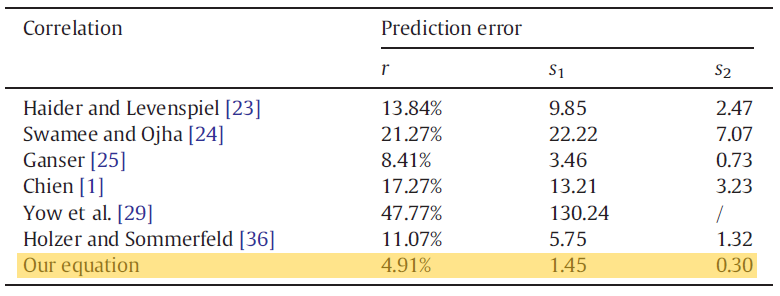 Correlation Prediction error
r s₁ s₂
Haider and Levenspiel [23] 13.84% 9.85 2.47
Swamee and Ojha [24] 21.27% 22.22 7.07
Ganser [25] 8.41% 3.46 0.73
Chien [1] 17.27% 13.21 3.23
Yow et al. [29] 47.77% 130.24 /
Holzer and Sommerfeld [36] 11.07% 5.75 1.32
Our equation 4.91% 1.45 0.30